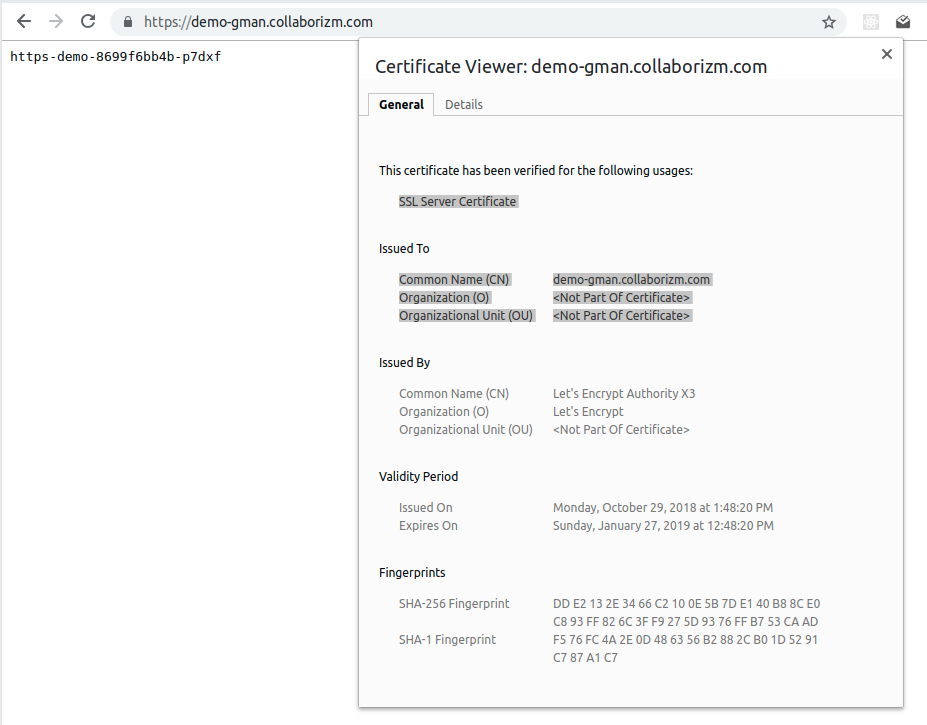 https://demo-gman.collaborizm.com
https-demo-8699f6bb4b-p7dxf
Certificate Viewer: demo-gman.collaborizm.com
General Details
This certificate has been verified for the following usages:
SSL Server Certificate
Issued To
Common Name (CN) demo-gman.collaborizm.com
Organization (O) <Not Part Of Certificate>
Organizational Unit (OU) <Not Part Of Certificate>
Issued By
Common Name (CN) Let's Encrypt Authority X3
Organization (O) Let's Encrypt
Organizational Unit (OU) <Not Part Of Certificate>
Validity Period
Issued On Monday, October 29, 2018 at 1:48:20 PM
Expires On Sunday, January 27, 2019 at 12:48:20 PM
Fingerprints
SHA-256 Fingerprint DD E2 13 2E 34 66 C2 10 0E 5B 7D E1 40 B8 8C E0
C8 93 FF 82 6C 3F F9 27 5D 93 76 FF B7 53 CA AD
SHA-1 Fingerprint F5 76 FC 4A 2E 0D 48 63 56 B2 88 2C B0 1D 52 91
C7 87 A1 C7